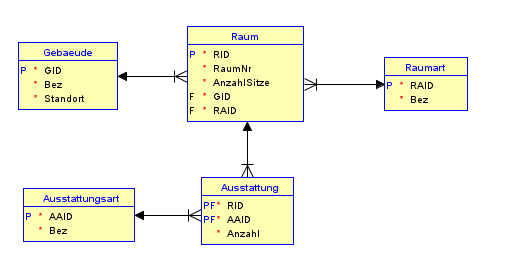 Gebaeude
P * GID
* Bez
* Standort
Raum
P * RID
* RaumNr
* AnzahlSitze
F * GID
F * RAID
Raumart
P * RAID
* Bez
Ausstattungsart
P * AAID
* Bez
Ausstattung
PF* RID
PF* AAID
* Anzahl